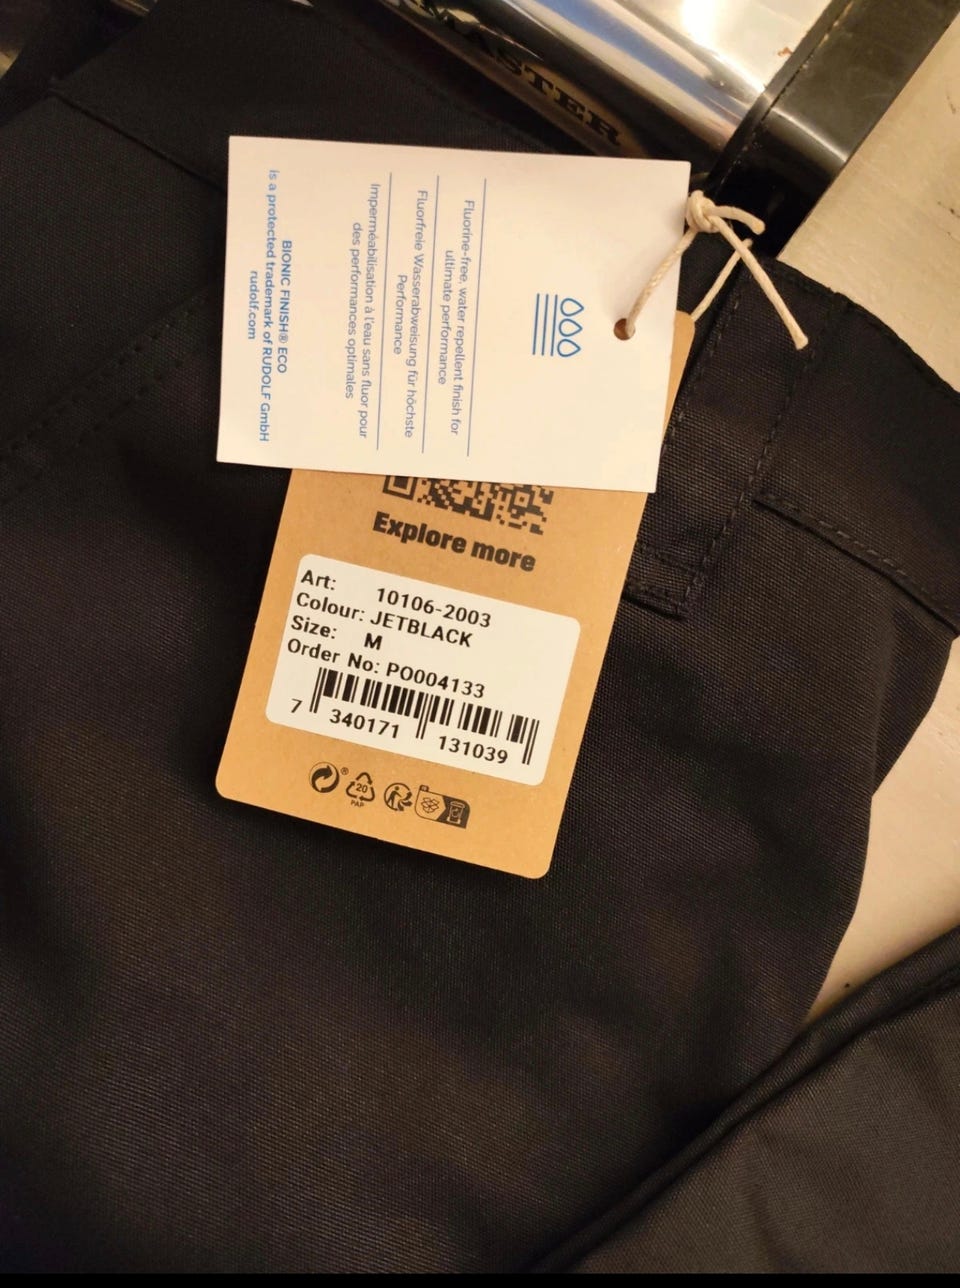 MASTER
Fluorine-free, water repellent finish for
ultimate performance
Fluorfreie Wasserabweisung für höchste
Performance
Imperméabilisation à l'eau sans fluor pour
des performances optimales
BIONIC FINISH® ECO
is a protected trademark of RUDOLF GmbH
rudolf.com
Explore more
Art: 10106-2003
Colour: JETBLACK
Size: M
Order No: PO004133
7 340171 131039
®
20
PAP